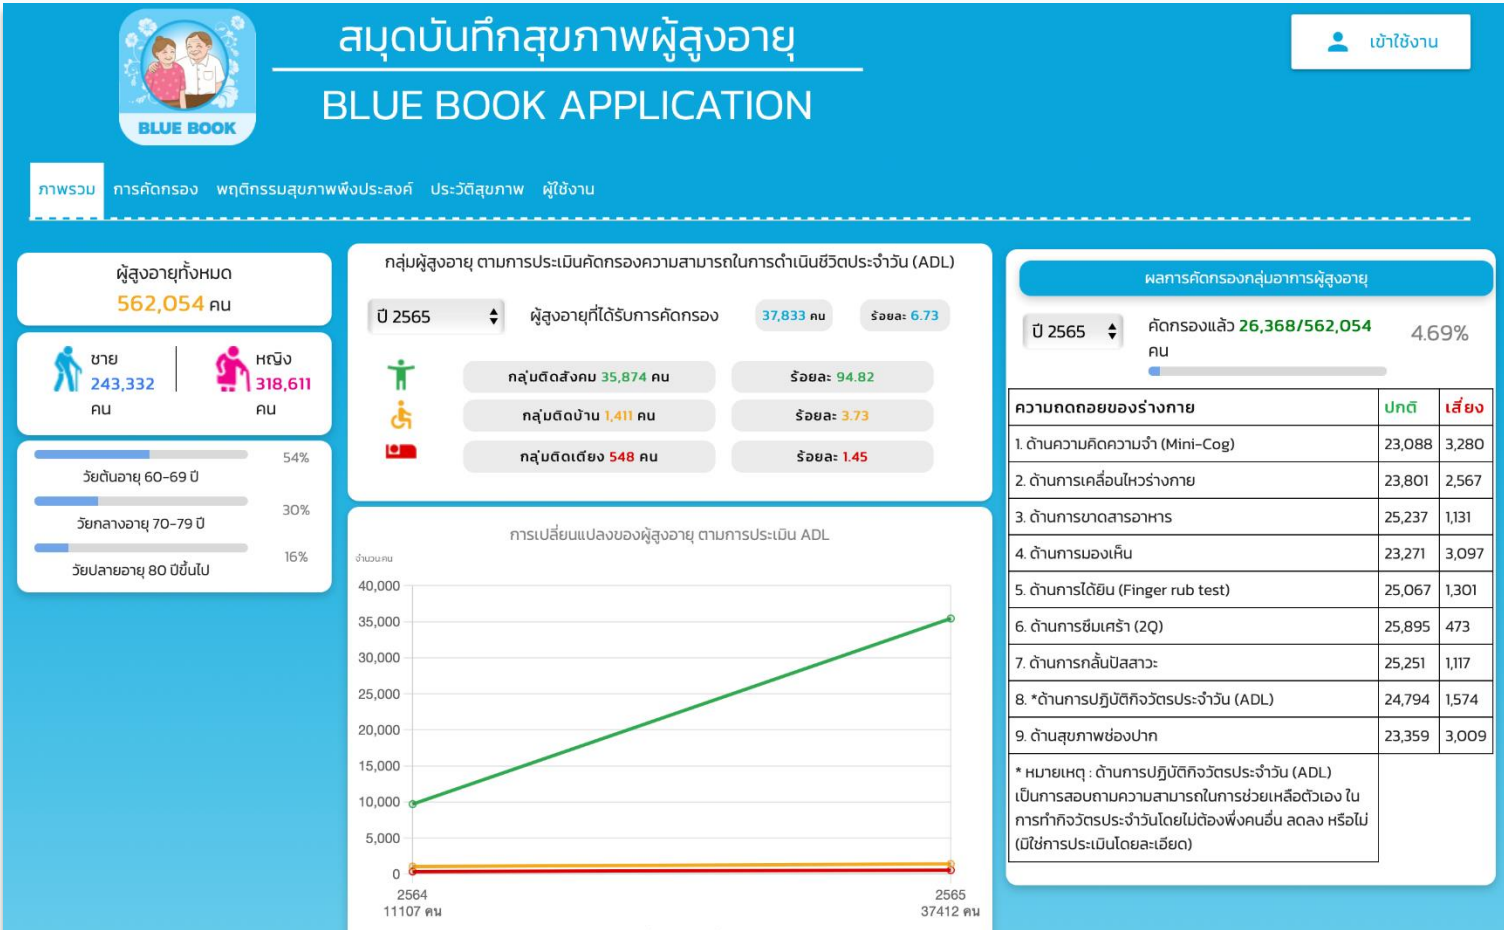 สมุดบันทึกสุขภาพผู้สูงอายุ
BLUE BOOK APPLICATION
BLUE BOOK
เข้าใช้งาน
ภาพรวม การคัดกรอง พฤติกรรมสุขภาพพึงประสงค์ ประวัติสุขภาพ ผู้ใช้งาน
ผู้สูงอายุทั้งหมด
562,054 คน
ชาย
243,332
คน
หญิง
318,611
คน
54%
วัยต้นอายุ 60-69 ปี
30%
วัยกลางอายุ 70-79 ปี
16%
วัยปลายอายุ 80 ปีขึ้นไป
กลุ่มผู้สูงอายุ ตามการประเมินคัดกรองความสามารถในการดำเนินชีวิตประจำวัน (ADL)
ปี 2565 ผู้สูงอายุที่ได้รับการคัดกรอง 37,833 คน ร้อยละ 6.73
กลุ่มติดสังคม 35,874 คน ร้อยละ: 94.82
กลุ่มติดบ้าน 1,411 คน ร้อยละ: 3.73
กลุ่มติดเตียง 548 คน ร้อยละ: 1.45
การเปลี่ยนแปลงของผู้สูงอายุ ตามการประเมิน ADL
จำนวนคน
40,000
35,000
30,000
25,000
20,000
15,000
10,000
5,000
0
2564 2565
11107 คน 37412 คน
ผลการคัดกรองกลุ่มอาการผู้สูงอายุ
ปี 2565 คัดกรองแล้ว 26,368/562,054 4.69%
คน
ความถดถอยของร่างกาย ปกติ เสี่ยง
1. ด้านความคิดความจำ (Mini-Cog) 23,088 3,280
2. ด้านการเคลื่อนไหวร่างกาย 23,801 2,567
3. ด้านการขาดสารอาหาร 25,237 1,131
4. ด้านการมองเห็น 23,271 3,097
5. ด้านการได้ยิน (Finger rub test) 25,067 1,301
6. ด้านการซึมเศร้า (2Q) 25,895 473
7. ด้านการกลั้นปัสสาวะ 25,251 1,117
8. *ด้านการปฏิบัติกิจวัตรประจำวัน (ADL) 24,794 1,574
9. ด้านสุขภาพช่องปาก 23,359 3,009
* หมายเหตุ : ด้านการปฏิบัติกิจวัตรประจำวัน (ADL)
เป็นการสอบถามความสามารถในการช่วยเหลือตัวเอง ใน
การทำกิจวัตรประจำวันโดยไม่ต้องพึ่งคนอื่น ลดลง หรือไม่
(มิใช่การประเมินโดยละเอียด)